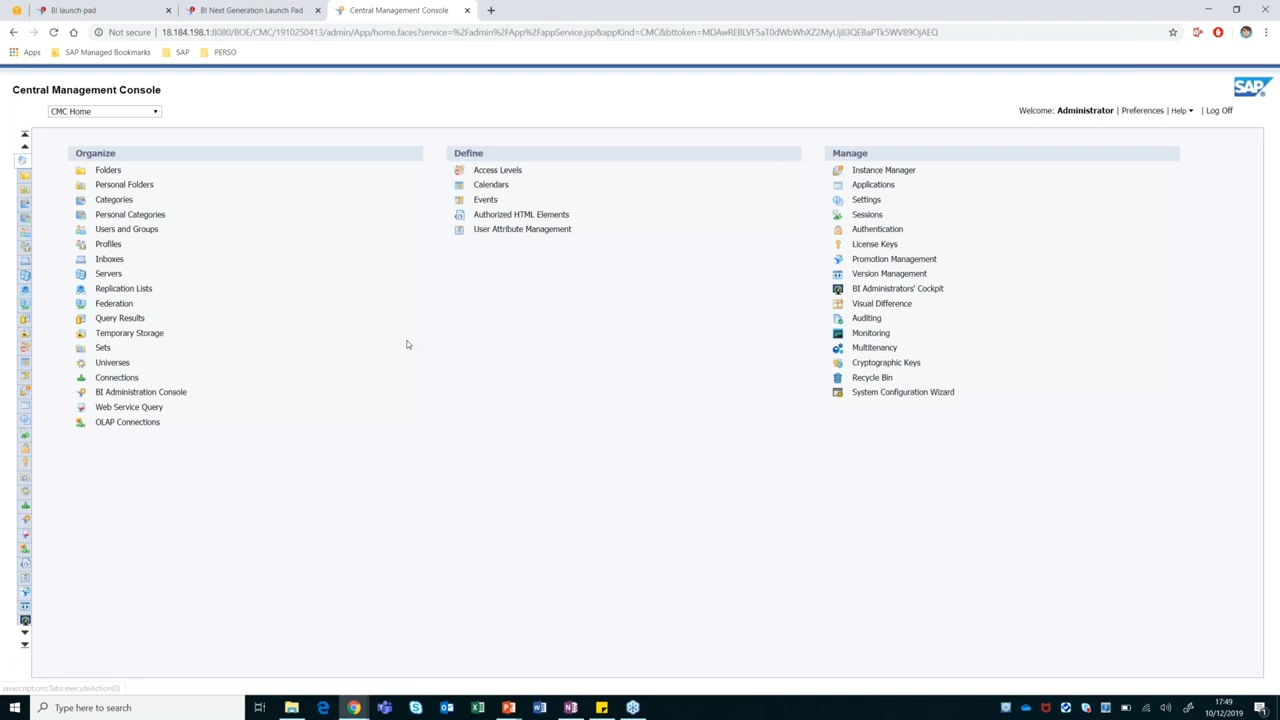 BI launch pad
BI Next Generation Launch Pad
Central Management Console
Not secure
18.184.198.1:8080/BOE/CMC/1910250413/admin/App/home.faces?service=%2Fadmin%2FApp%2FappService.jsp&appKind=CMC&bttoken=MDAwREBLVF5aT0dWbWhXZ2MyUj83QEBaPTk5WV89OjAEQ
Apps
SAP Managed Bookmarks
SAP
PERSO
Central Management Console
SAP
CMC Home
Welcome: Administrator | Preferences | Help | Log Off
Organize
Folders
Personal Folders
Categories
Personal Categories
Users and Groups
Profiles
Inboxes
Servers
Replication Lists
Federation
Query Results
Temporary Storage
Sets
Universes
Connections
BI Administration Console
Web Service Query
OLAP Connections
Define
Access Levels
Calendars
Events
Authorized HTML Elements
User Attribute Management
Manage
Instance Manager
Applications
Settings
Sessions
Authentication
License Keys
Promotion Management
Version Management
BI Administrators' Cockpit
Visual Difference
Auditing
Monitoring
Multitenancy
Cryptographic Keys
Recycle Bin
System Configuration Wizard
javascript:cmcTabs.executeAction(0)
Type here to search
17:49
10/12/2019